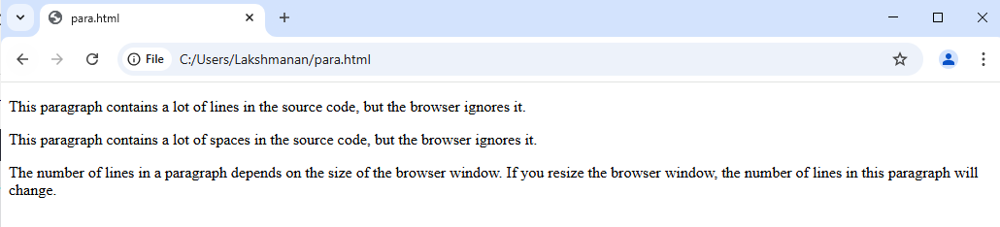 para.html
File C:/Users/Lakshmanan/para.html
This paragraph contains a lot of lines in the source code, but the browser ignores it.
This paragraph contains a lot of spaces in the source code, but the browser ignores it.
The number of lines in a paragraph depends on the size of the browser window. If you resize the browser window, the number of lines in this paragraph will
change.